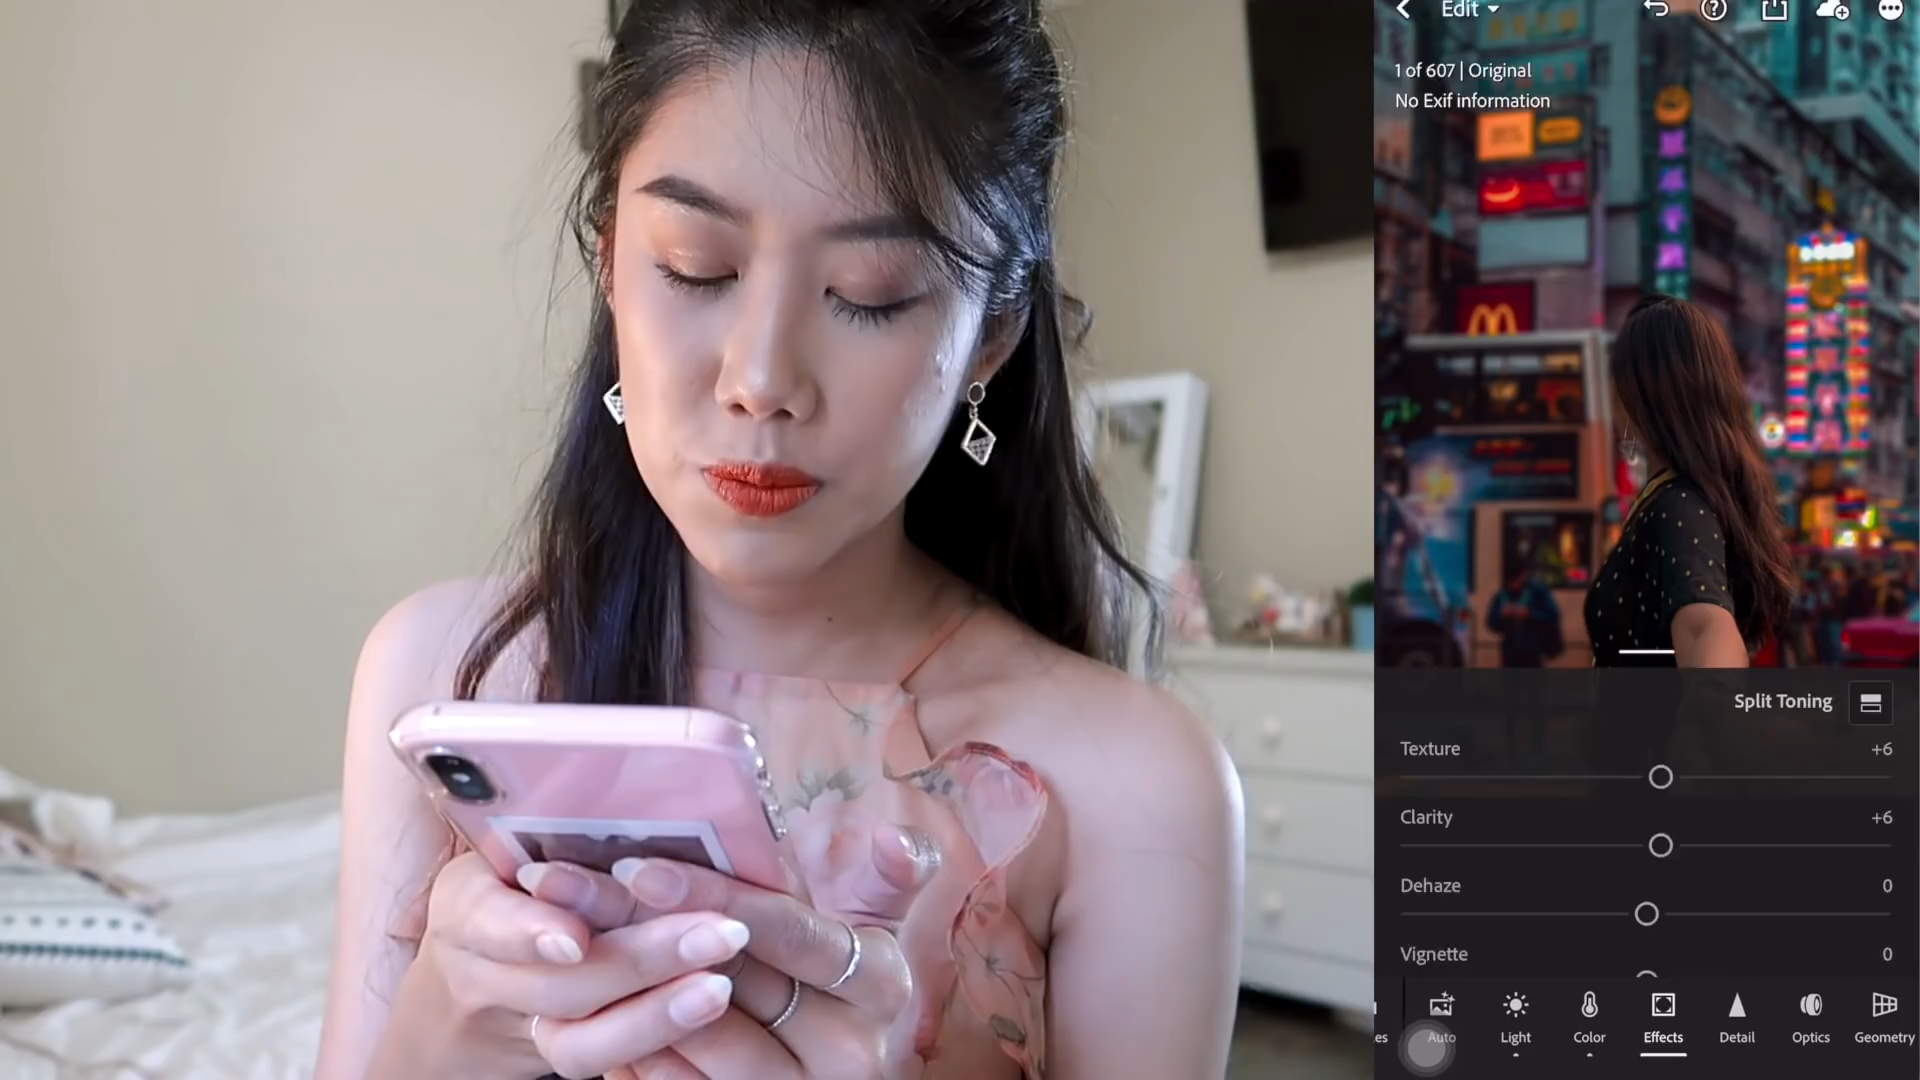 Edit
1 of 607 | Original
No Exif information
Split Toning
Texture +6
Clarity +6
Dehaze 0
Vignette 0
es Auto Light Color Effects Detail Optics Geometry